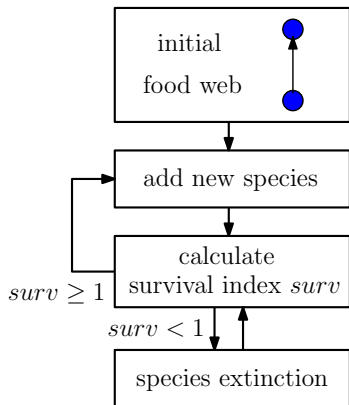 initial
food web
add new species
calculate
survival index surv
surv ≥ 1
surv < 1
species extinction